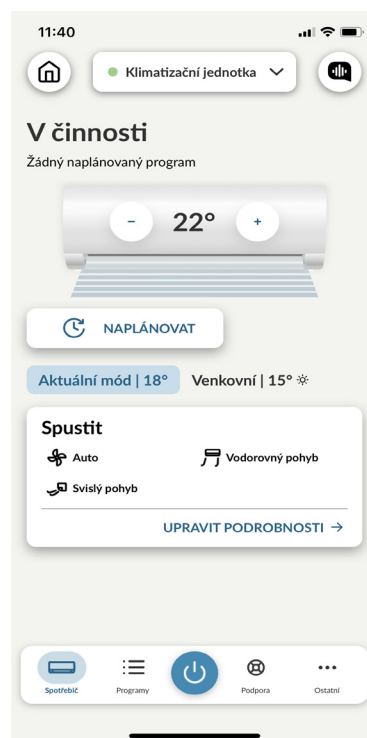 11:40
Klimatizační jednotka
V činnosti
Žádný naplánovaný program
- 22° +
NAPLÁNOVAT
Aktuální mód | 18° Venkovní | 15°
Spustit
Auto Vodorovný pohyb
Svislý pohyb
UPRAVIT PODROBNOSTI →
Spotřebič Programy Podpora Ostatní